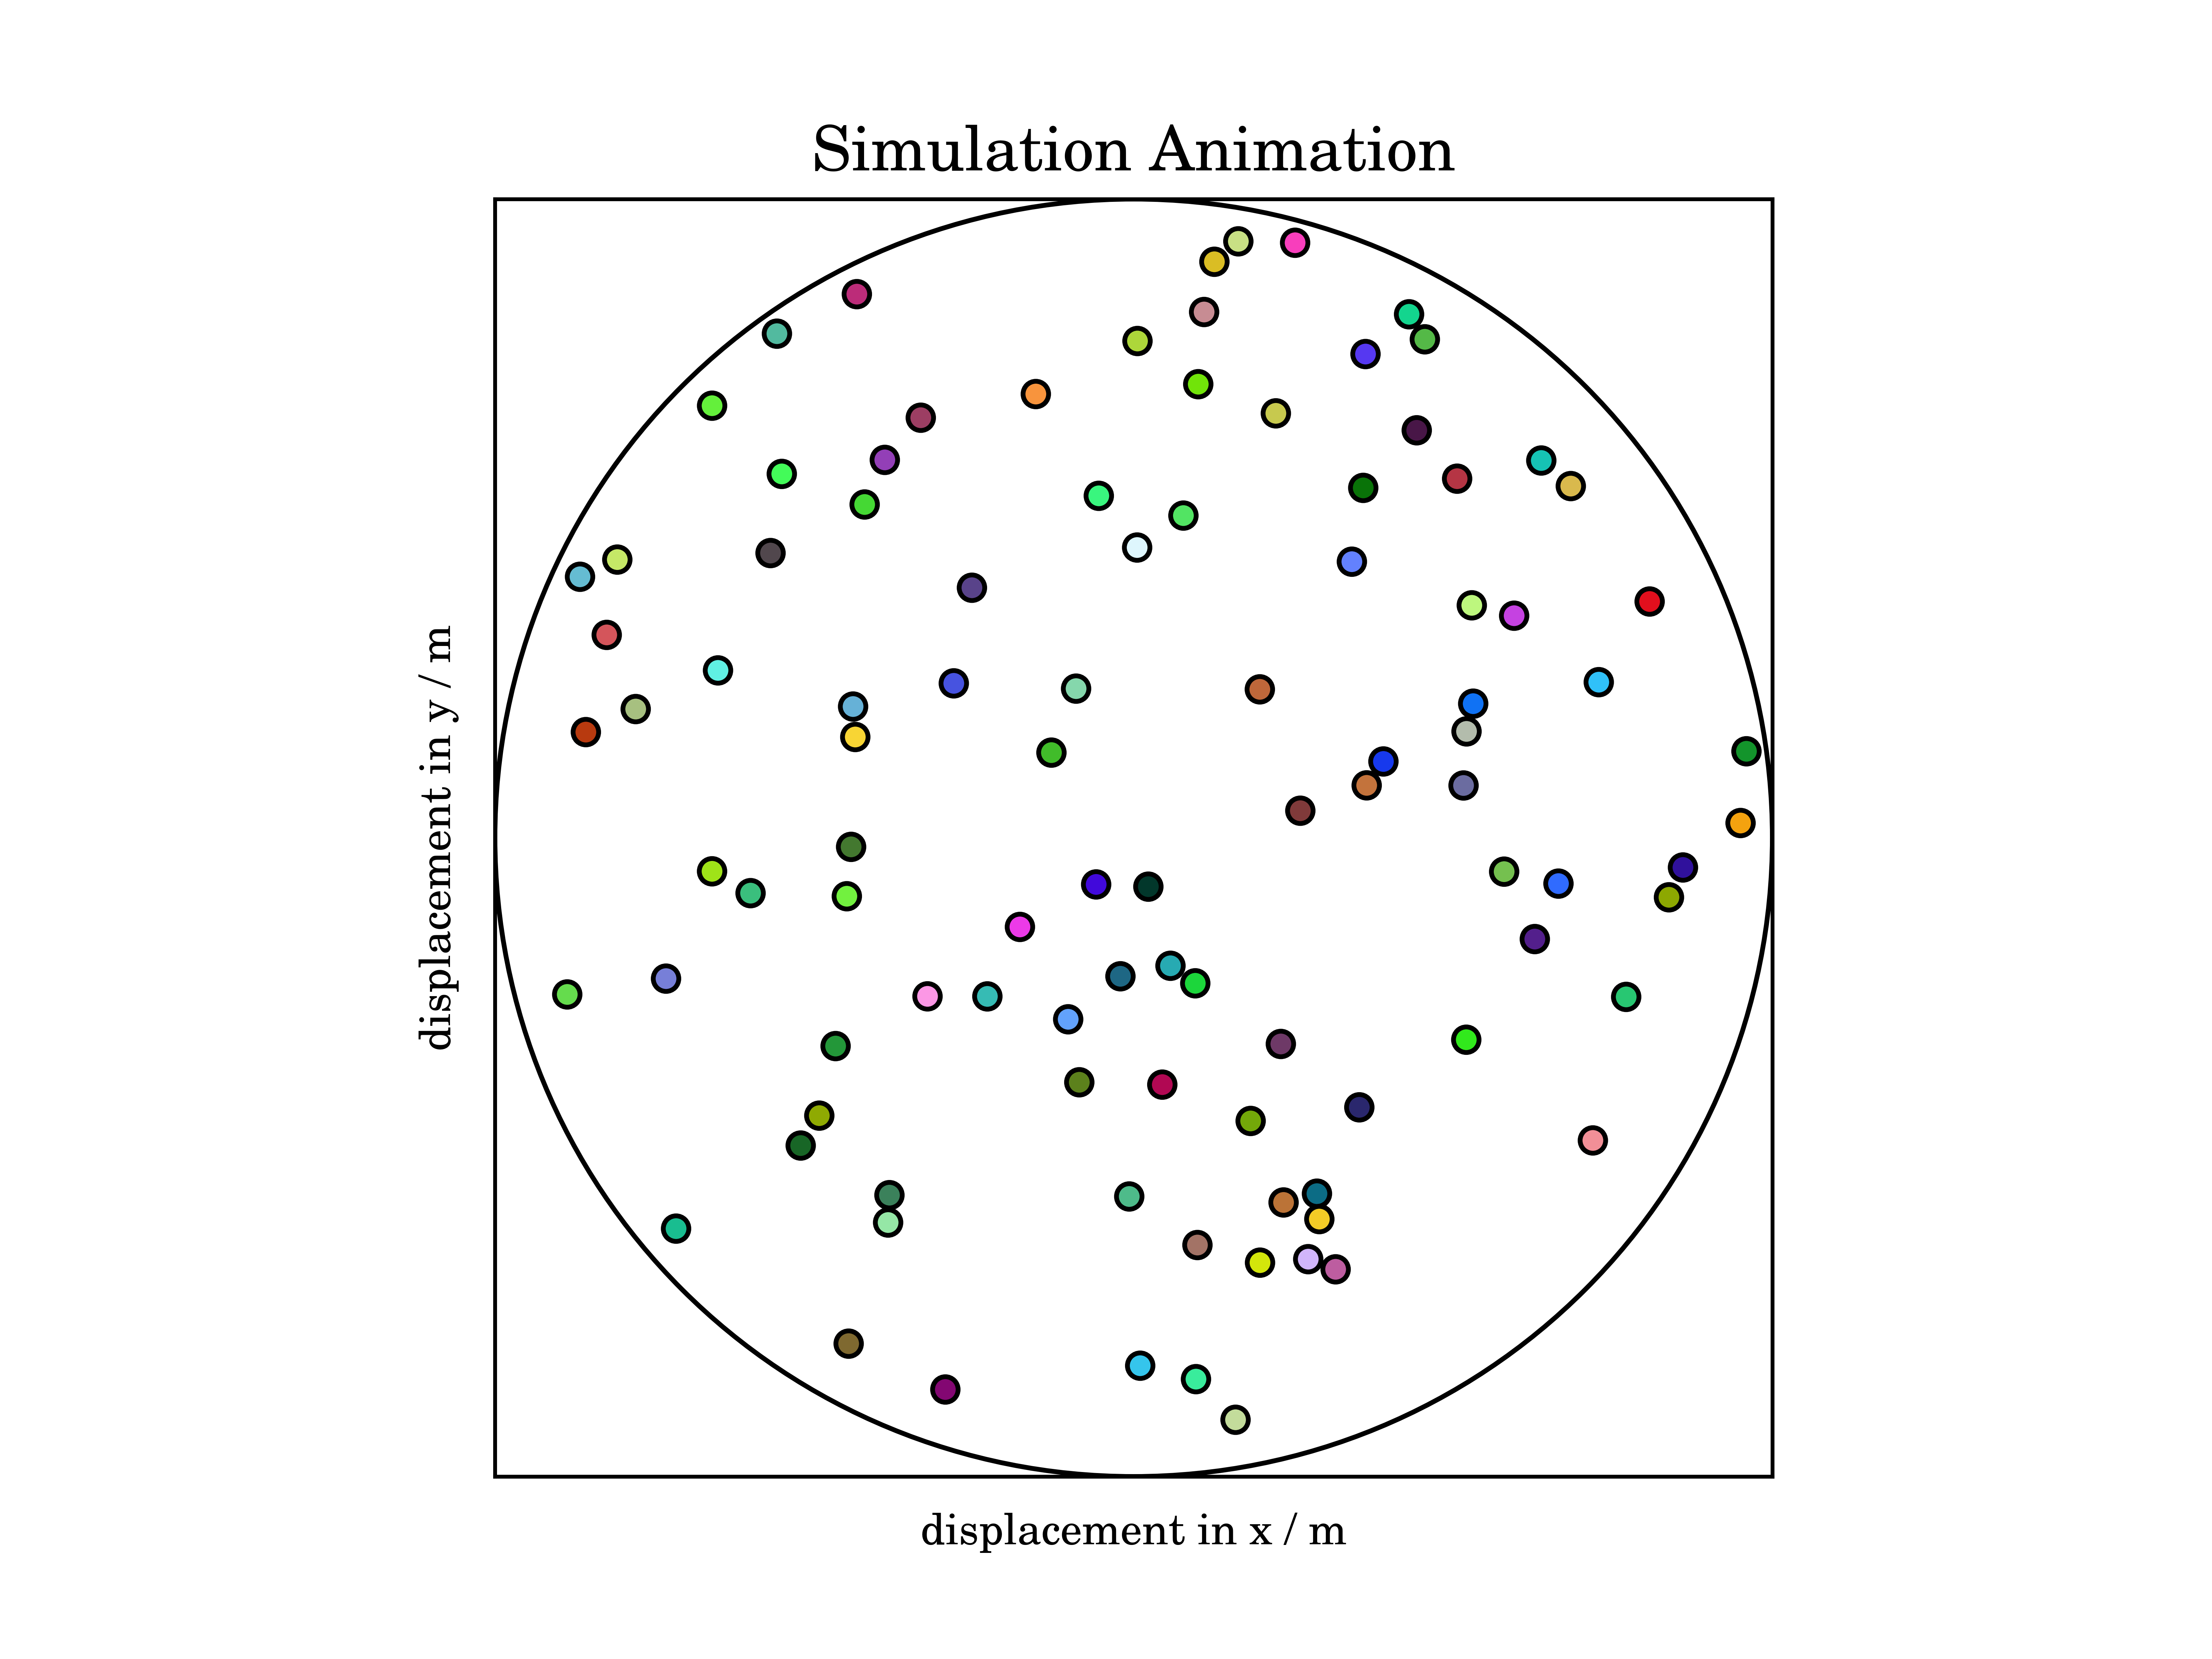 Simulation Animation
displacement in y / m
displacement in x / m